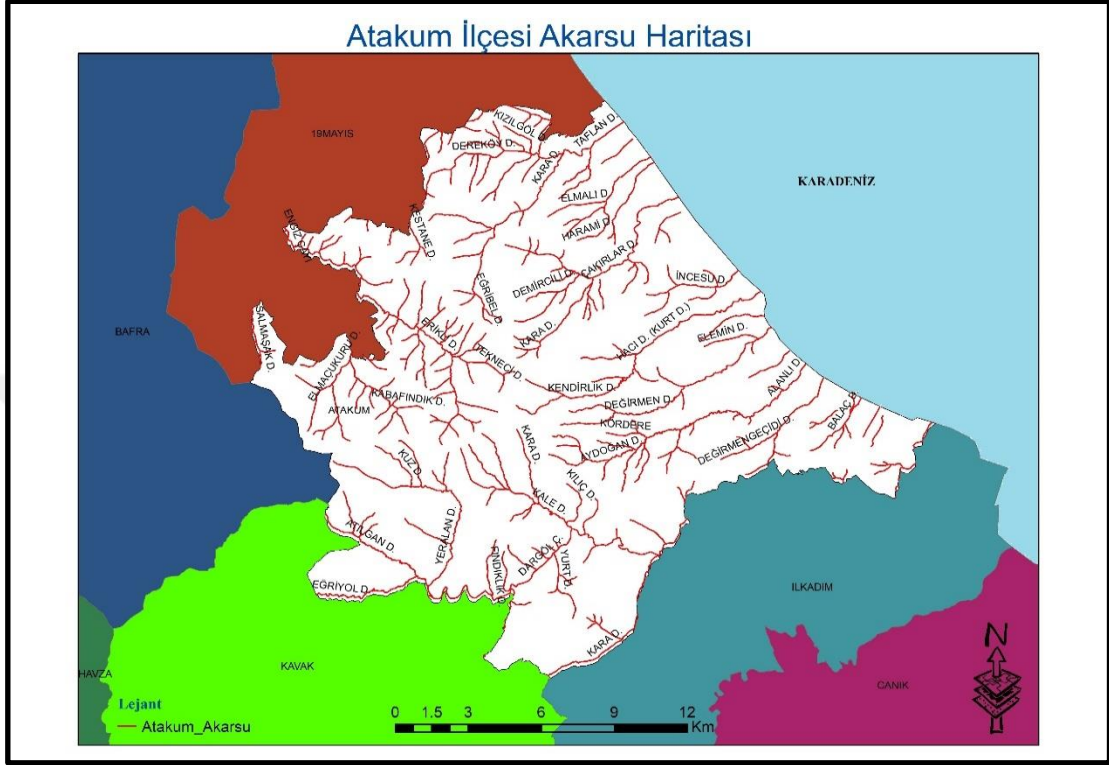 Atakum İlçesi Akarsu Haritası
KIZILGÖL D.
TAFLAN D.
19MAYIS
DEREKÖY D.
KARA D.
KARADENİZ
ELMALI D.
KESTANE D.
ENGİZ ÇAYI
HARAMİ D.
ÇAKIRLAR D.
DEMİRCİLİ D.
İNCESU D.
EĞRİBEL D.
BAFRA
SALMAŞIK D.
ERİKLİ D.
KARA D.
HACI D. (KURT D.)
ELEMİN D.
ELMAÇUKURU D.
TEKNECİ D.
KENDİRLİK D.
ALANLI D.
KABAFINDIK D.
DEĞİRMEN D.
ATAKUM
BALAÇ D.
KÖRDERE
DEĞİRMENGEÇİDİ D.
KARA D.
AYDOĞAN D.
KUZ D.
KILIÇ D.
KALE D.
ATILGAN D.
YERALAN D.
DARGÖL Ç.
FINDIKLIK D.
YURT D.
EĞRİYOL D.
ILKADIM
KARA D.
N
HAVZA
KAVAK
CANIK
Lejant
Atakum_Akarsu
0 1.5 3 6 9 12
Km